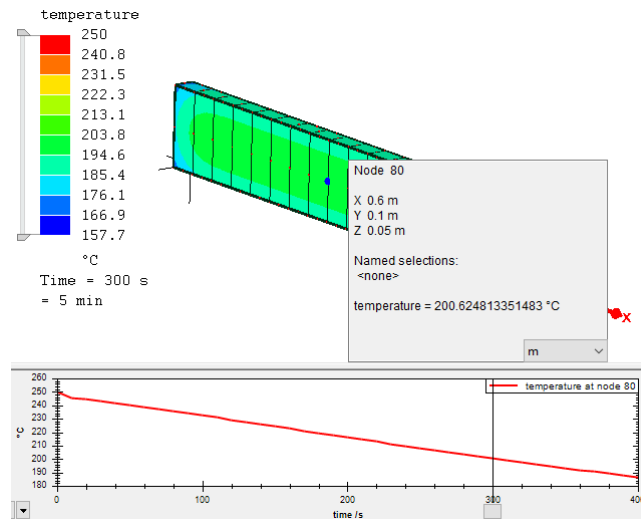 temperature
250
240.8
231.5
222.3
213.1
203.8
194.6
185.4
176.1
166.9
157.7
°C
Time = 300 s
= 5 min
Node 80
X 0.6 m
Y 0.1 m
Z 0.05 m
Named selections:
<none>
temperature = 200.624813351483 °C
m
X
temperature at node 80
260
250
240
230
220
210
200
190
180
°C
0
100
200
300
400
time /s